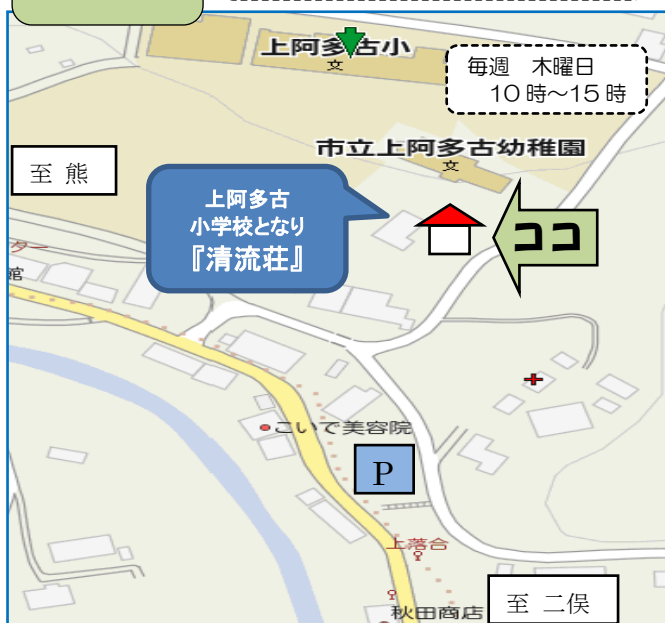 上阿多古小
文
毎週 木曜日
10時～15時
市立上阿多古幼稚園
文
至 熊
上阿多古
小学校となり
『清流荘』
ココ
ター
館
こいで美容院
P
上落合
秋田商店
至 二俣